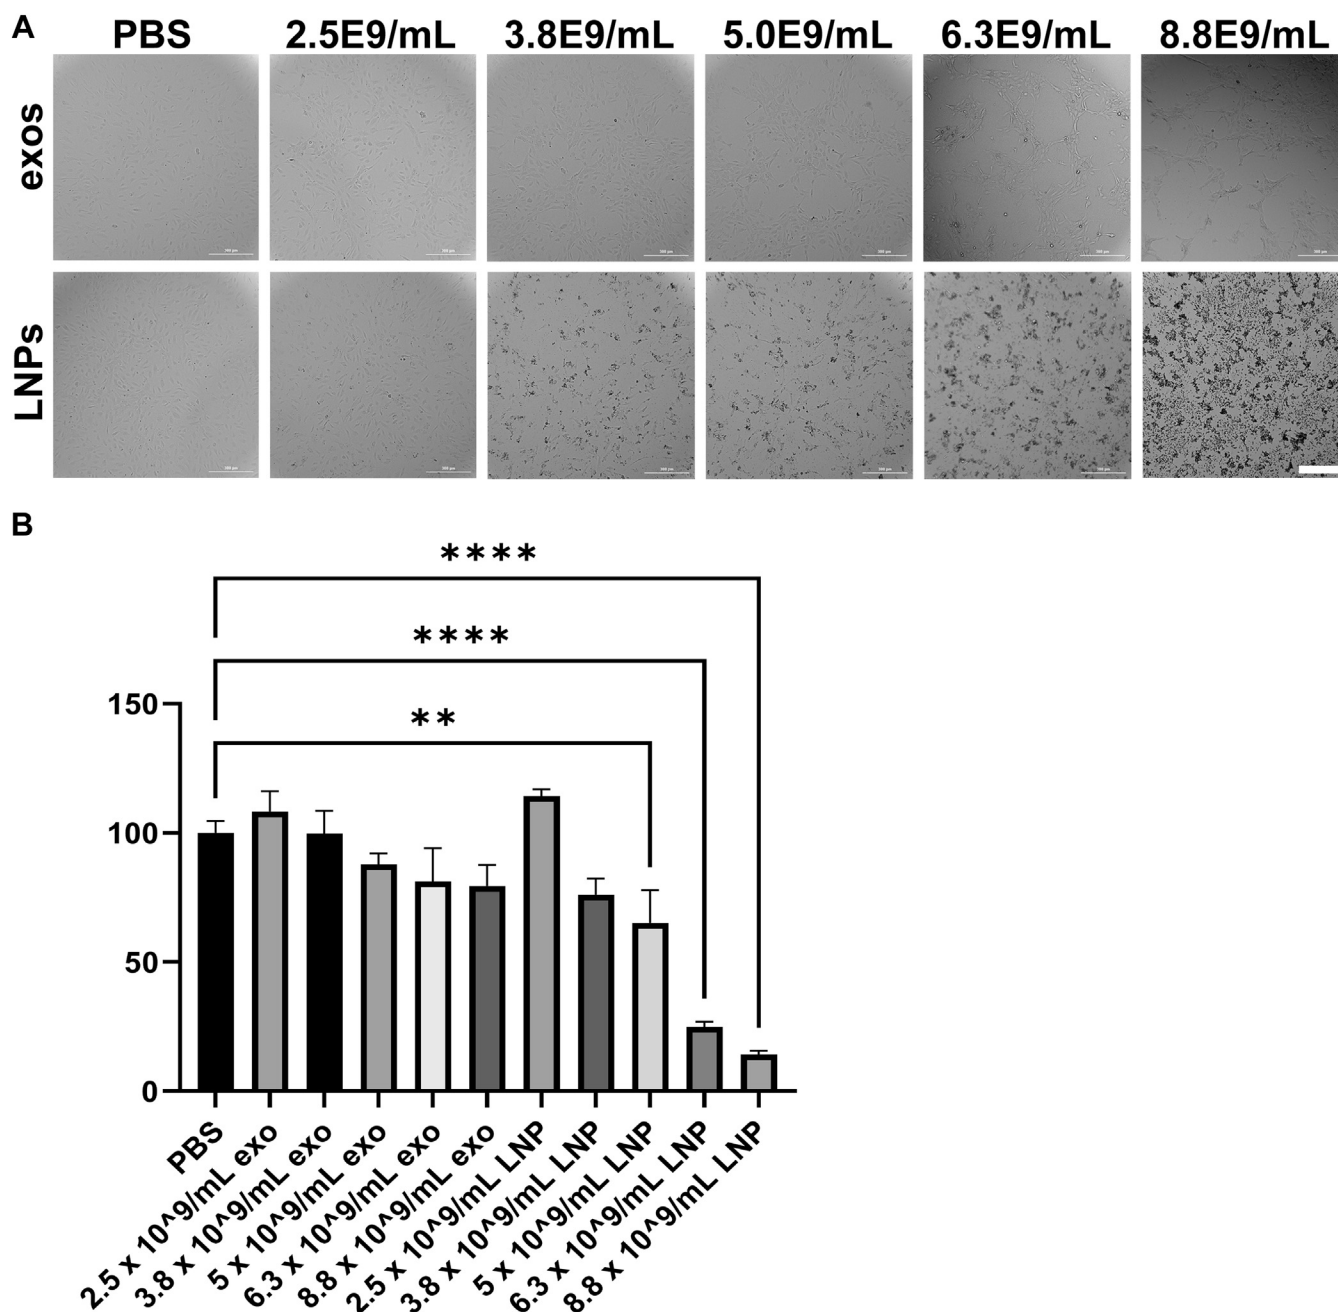 A
PBS 2.5E9/mL 3.8E9/mL 5.0E9/mL 6.3E9/mL 8.8E9/mL
exos
LNPs
B
****
****
**
150
100
50
0
PBS
2.5 x 10^9/mL exo
3.8 x 10^9/mL exo
5 x 10^9/mL exo
6.3 x 10^9/mL exo
8.8 x 10^9/mL exo
2.5 x 10^9/mL LNP
3.8 x 10^9/mL LNP
5 x 10^9/mL LNP
6.3 x 10^9/mL LNP
8.8 x 10^9/mL LNP